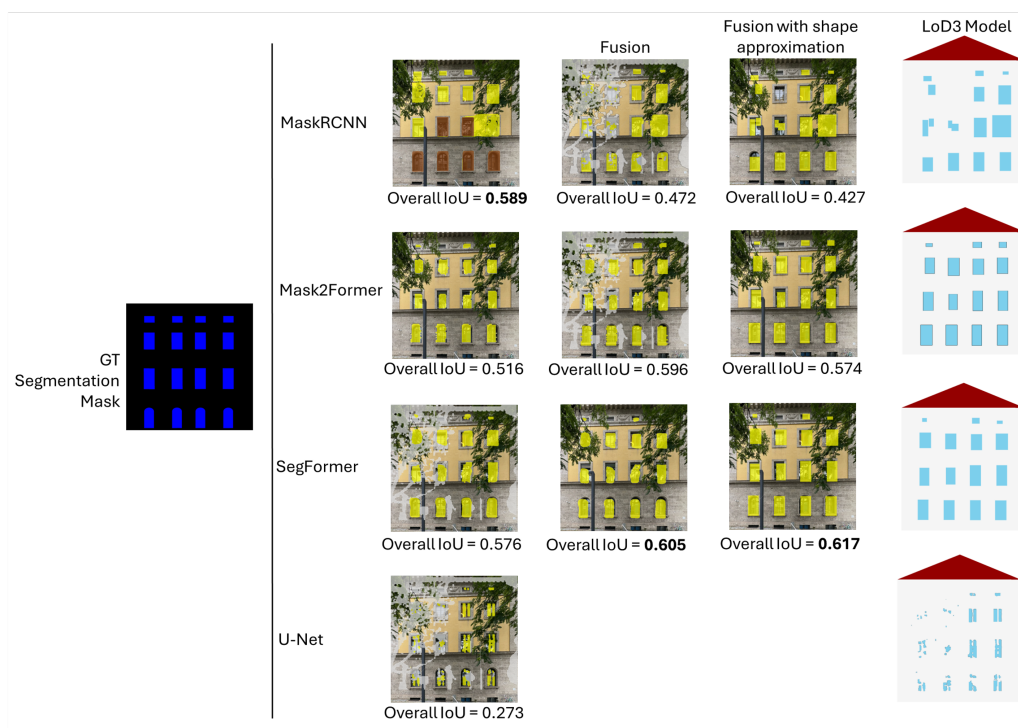 Fusion
Fusion with shape
approximation
LoD3 Model
MaskRCNN
Overall IoU = 0.589
Overall IoU = 0.472
Overall IoU = 0.427
Mask2Former
Overall IoU = 0.516
Overall IoU = 0.596
Overall IoU = 0.574
GT
Segmentation
Mask
SegFormer
Overall IoU = 0.576
Overall IoU = 0.605
Overall IoU = 0.617
U-Net
Overall IoU = 0.273